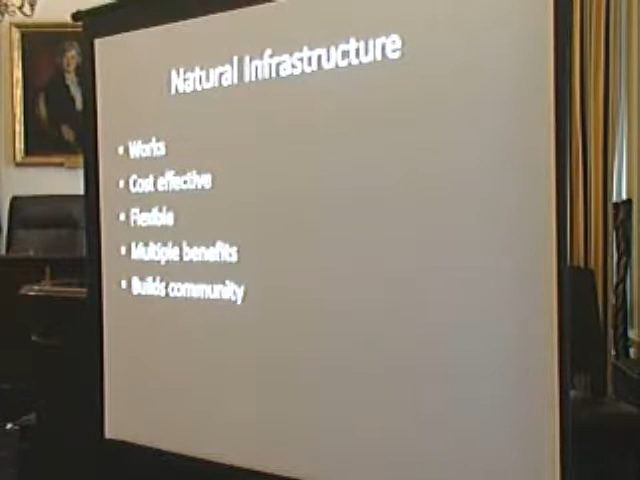 Natural Infrastructure
• Works
• Cost effective
• Flexible
• Multiple benefits
• Builds community